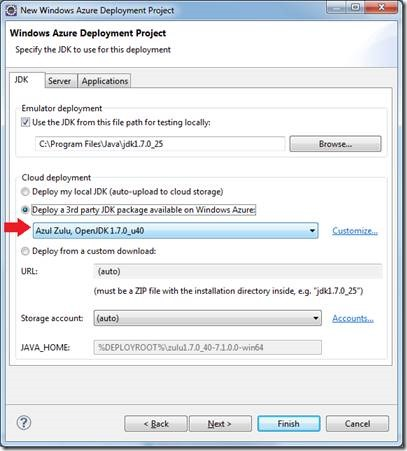 New Windows Azure Deployment Project
Windows Azure Deployment Project
Specify the JDK to use for this deployment
JDK Server Applications
Emulator deployment
Use the JDK from this file path for testing locally:
C:\Program Files\Java\jdk1.7.0_25 Browse...
Cloud deployment
Deploy my local JDK (auto-upload to cloud storage)
Deploy a 3rd party JDK package available on Windows Azure:
Azul Zulu, OpenJDK 1.7.0_u40 Customize...
Deploy from a custom download:
URL: (auto)
(must be a ZIP file with the installation directory inside, e.g. "jdk1.7.0_25")
Storage account: (auto) Accounts...
JAVA_HOME: %DEPLOYROOT%\zulu1.7.0_40-7.1.0.0-win64
? < Back Next > Finish Cancel